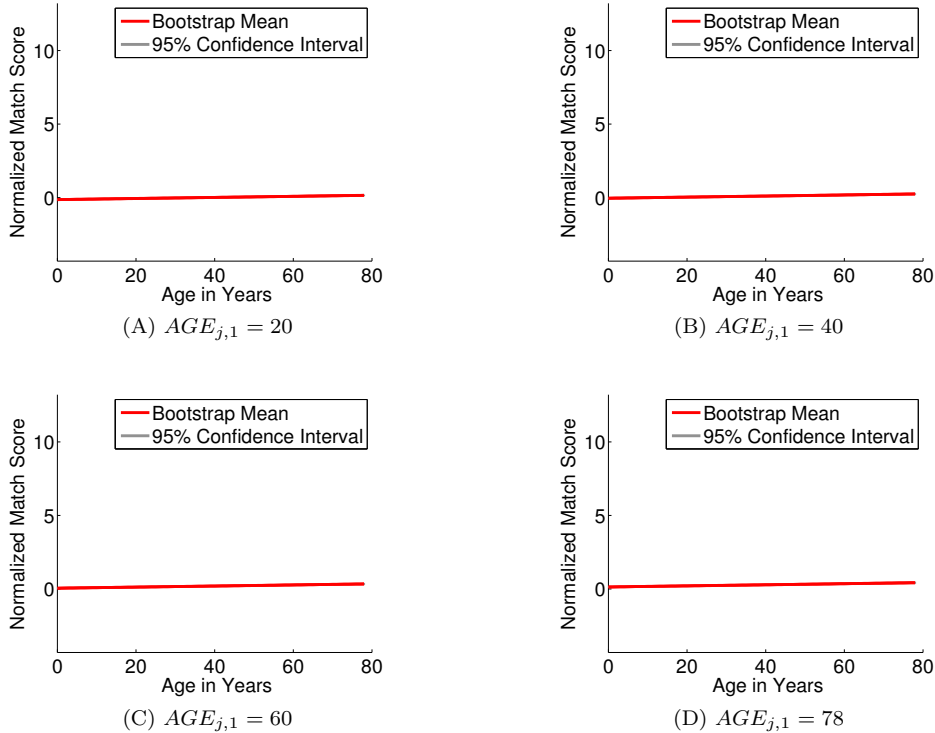 Bootstrap Mean
95% Confidence Interval
Normalized Match Score
10
5
0
0 20 40 60 80
Age in Years
(A) AGE_{j,1} = 20
Bootstrap Mean
95% Confidence Interval
Normalized Match Score
10
5
0
0 20 40 60 80
Age in Years
(B) AGE_{j,1} = 40
Bootstrap Mean
95% Confidence Interval
Normalized Match Score
10
5
0
0 20 40 60 80
Age in Years
(C) AGE_{j,1} = 60
Bootstrap Mean
95% Confidence Interval
Normalized Match Score
10
5
0
0 20 40 60 80
Age in Years
(D) AGE_{j,1} = 78